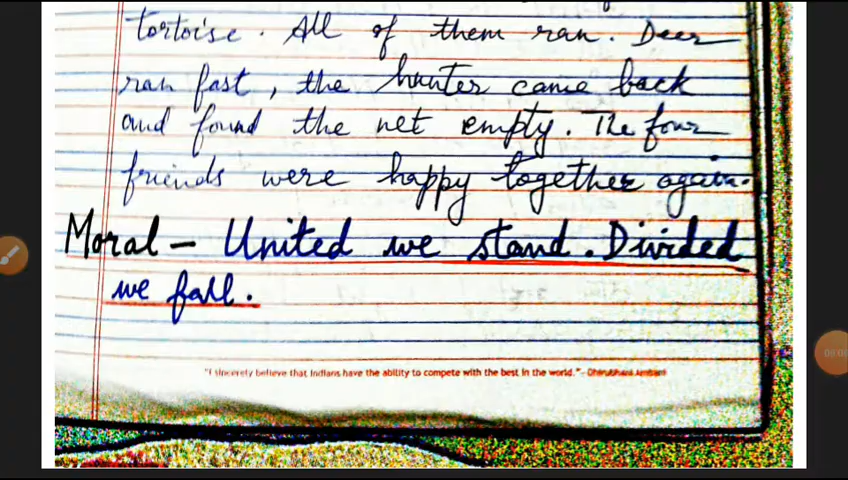 tortoise. All of them ran. Deer
ran fast, the hunter came back
and found the net empty. The four
friends were happy together again.
Moral - United we stand. Divided
we fall.
"I sincerely believe that Indians have the ability to compete with the best in the world." - Dhirubhai Ambani